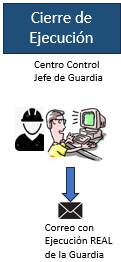 Cierre de
Ejecución
Centro Control
Jefe de Guardia
Correo con
Ejecución REAL
de la Guardia